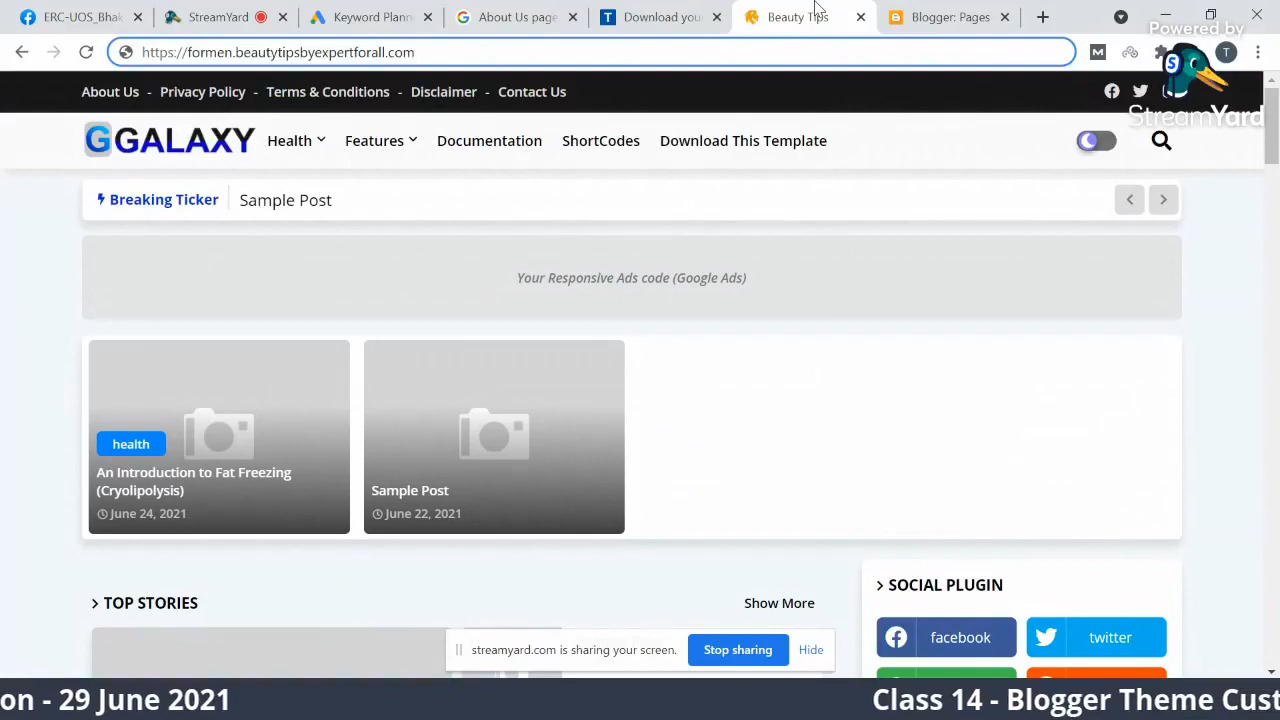 ERC-UOS_Bhak
StreamYard
Keyword Plann
About Us page
Download you
Beauty Tips
Blogger: Pages
https://formen.beautytipsbyexpertforall.com
M
T
Powered by
S
StreamYard
About Us - Privacy Policy - Terms & Conditions - Disclaimer - Contact Us
G GALAXY
Health
Features
Documentation
ShortCodes
Download This Template
Breaking Ticker
Sample Post
Your Responsive Ads code (Google Ads)
health
An Introduction to Fat Freezing
(Cryolipolysis)
June 24, 2021
Sample Post
June 22, 2021
TOP STORIES
Show More
SOCIAL PLUGIN
facebook
twitter
streamyard.com is sharing your screen.
Stop sharing
Hide
on - 29 June 2021
Class 14 - Blogger Theme Cust